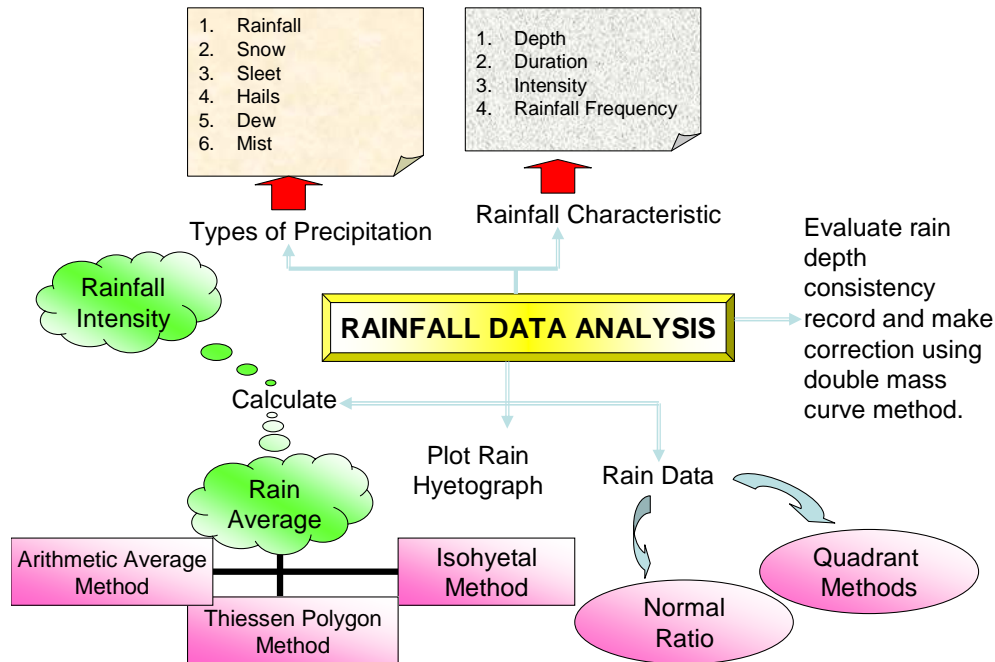 1. Rainfall
2. Snow
3. Sleet
4. Hails
5. Dew
6. Mist
1. Depth
2. Duration
3. Intensity
4. Rainfall Frequency
Types of Precipitation
Rainfall Characteristic
Rainfall
Intensity
RAINFALL DATA ANALYSIS
Evaluate rain
depth
consistency
record and make
correction using
double mass
curve method.
Calculate
Plot Rain
Hyetograph
Rain Data
Rain
Average
Arithmetic Average
Method
Thiessen Polygon
Method
Isohyetal
Method
Normal
Ratio
Quadrant
Methods